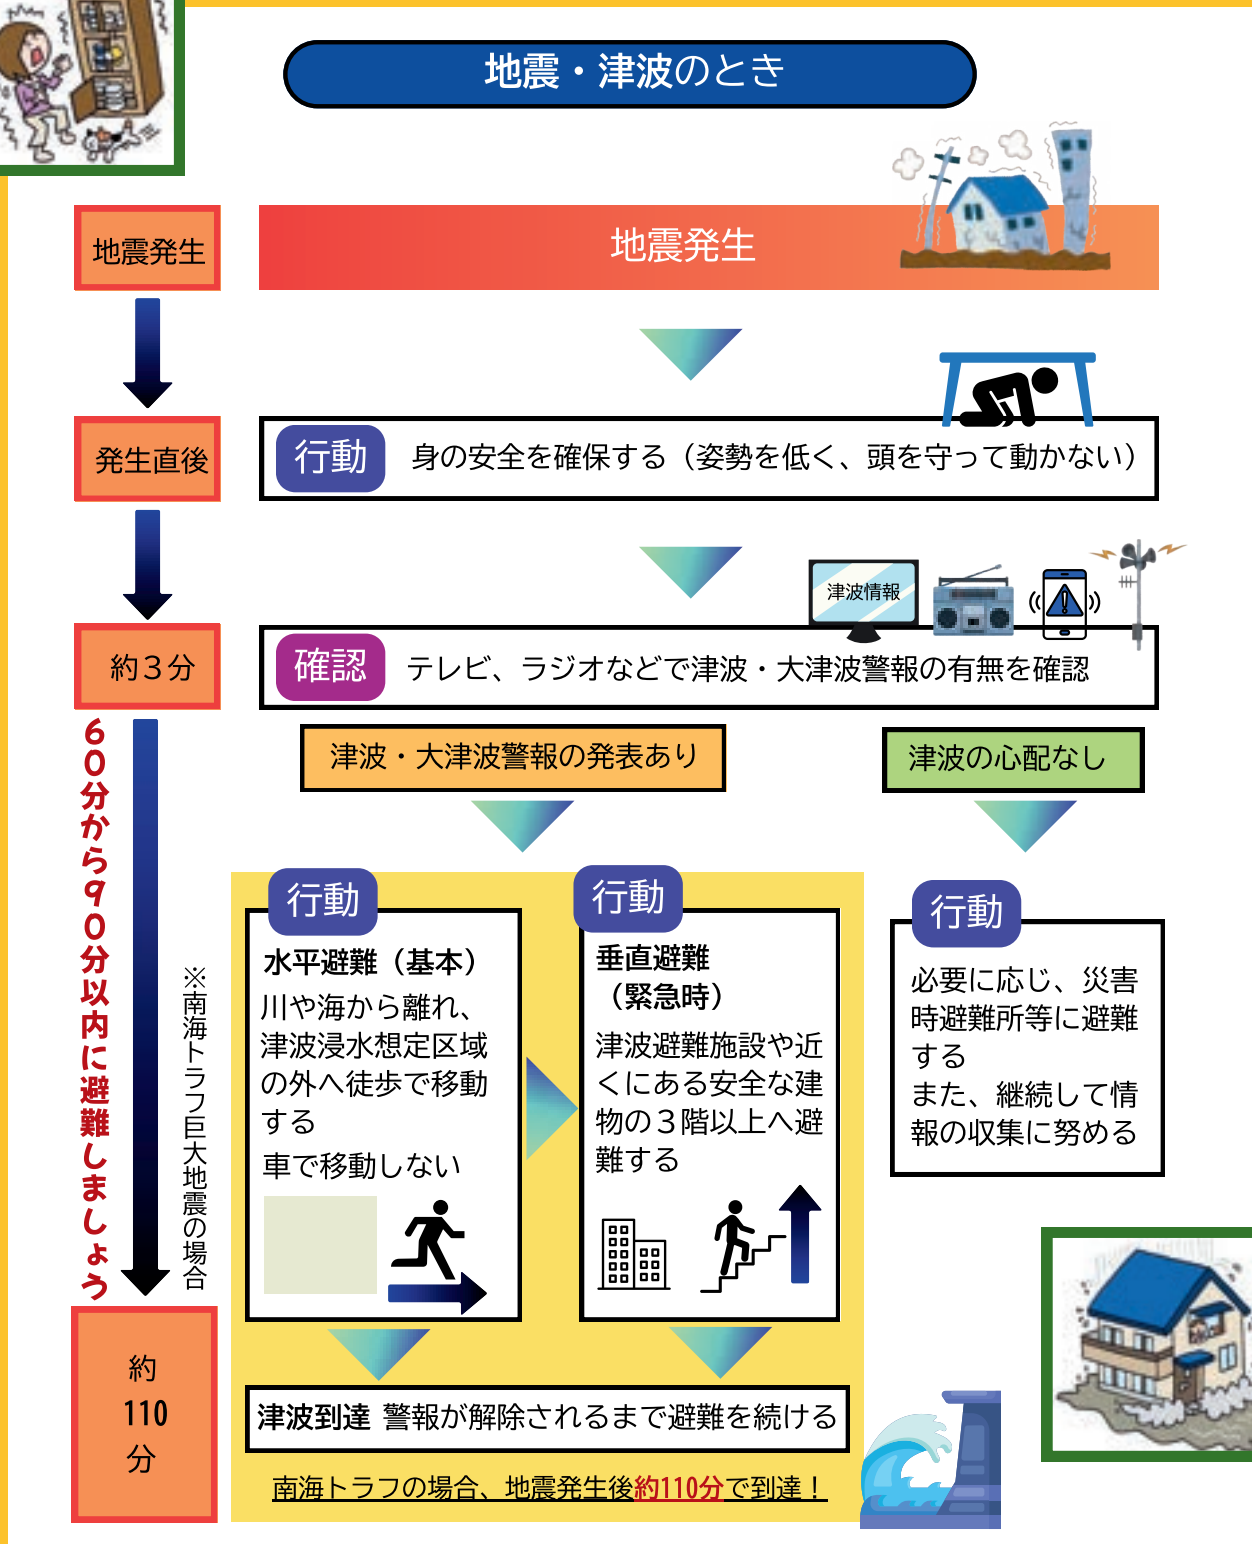 地震・津波のとき
地震発生
地震発生
発生直後
行動
身の安全を確保する（姿勢を低く、頭を守って動かない）
津波情報
約３分
確認
テレビ、ラジオなどで津波・大津波警報の有無を確認
津波・大津波警報の発表あり
津波の心配なし
60分から90分以内に避難しましょう
※南海トラフ巨大地震の場合
行動
水平避難（基本）
川や海から離れ、
津波浸水想定区域
の外へ徒歩で移動
する
車で移動しない
行動
垂直避難
（緊急時）
津波避難施設や近
くにある安全な建
物の３階以上へ避
難する
行動
必要に応じ、災害
時避難所等に避難
する
また、継続して情
報の収集に努める
約
110
分
津波到達 警報が解除されるまで避難を続ける
南海トラフの場合、地震発生後約110分で到達！